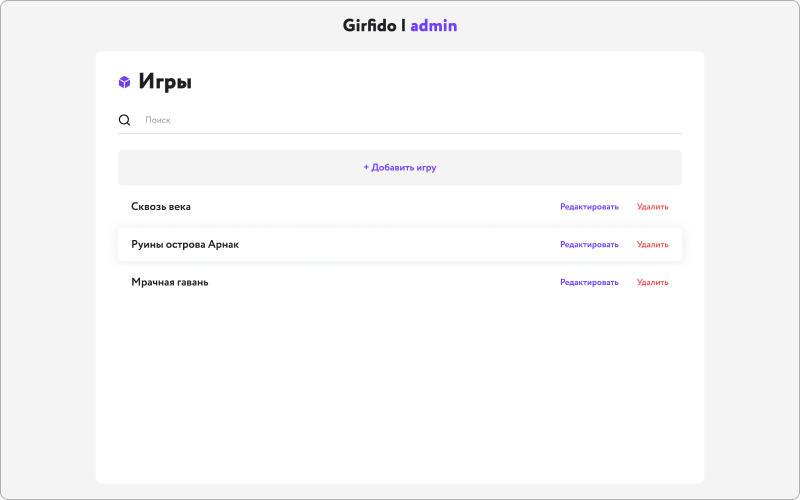 Girfido | admin
Игры
Поиск
+ Добавить игру
Сквозь века Редактировать Удалить
Руины острова Арнак Редактировать Удалить
Мрачная гавань Редактировать Удалить